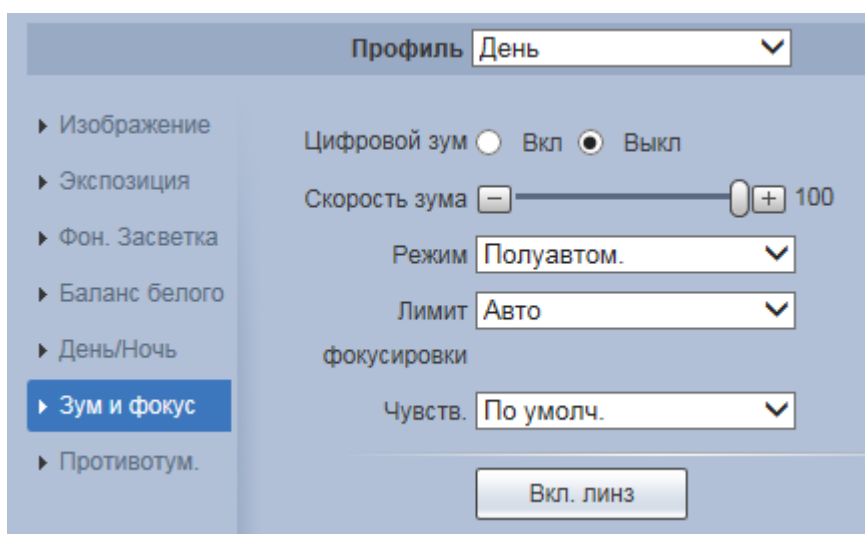 Профиль День
Изображение
Экспозиция
Фон. Засветка
Баланс белого
День/Ночь
Зум и фокус
Противотум.
Цифровой зум Вкл Выкл
Скорость зума 100
Режим Полуавтом.
Лимит Авто
фокусировки
Чувств. По умолч.
Вкл. линз